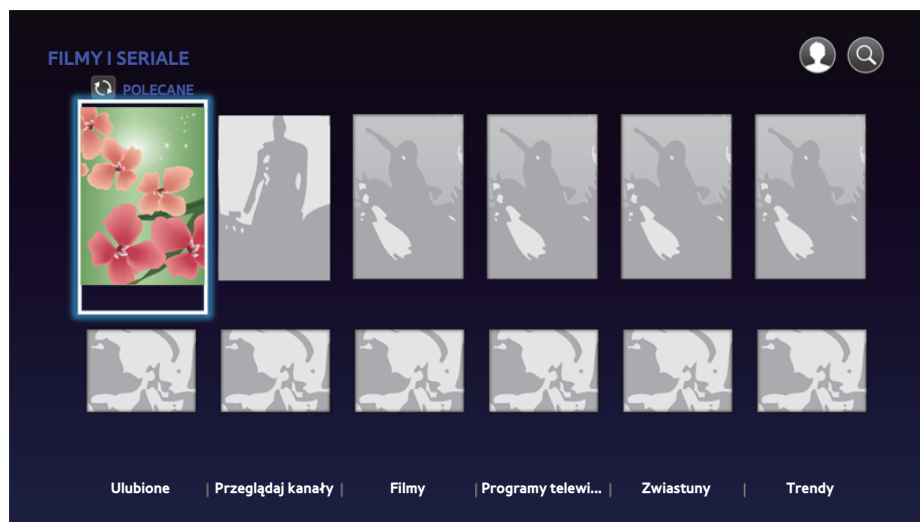 FILMY I SERIALE
POLECANE
Ulubione | Przeglądaj kanały | Filmy | Programy telewi... | Zwiastuny | Trendy